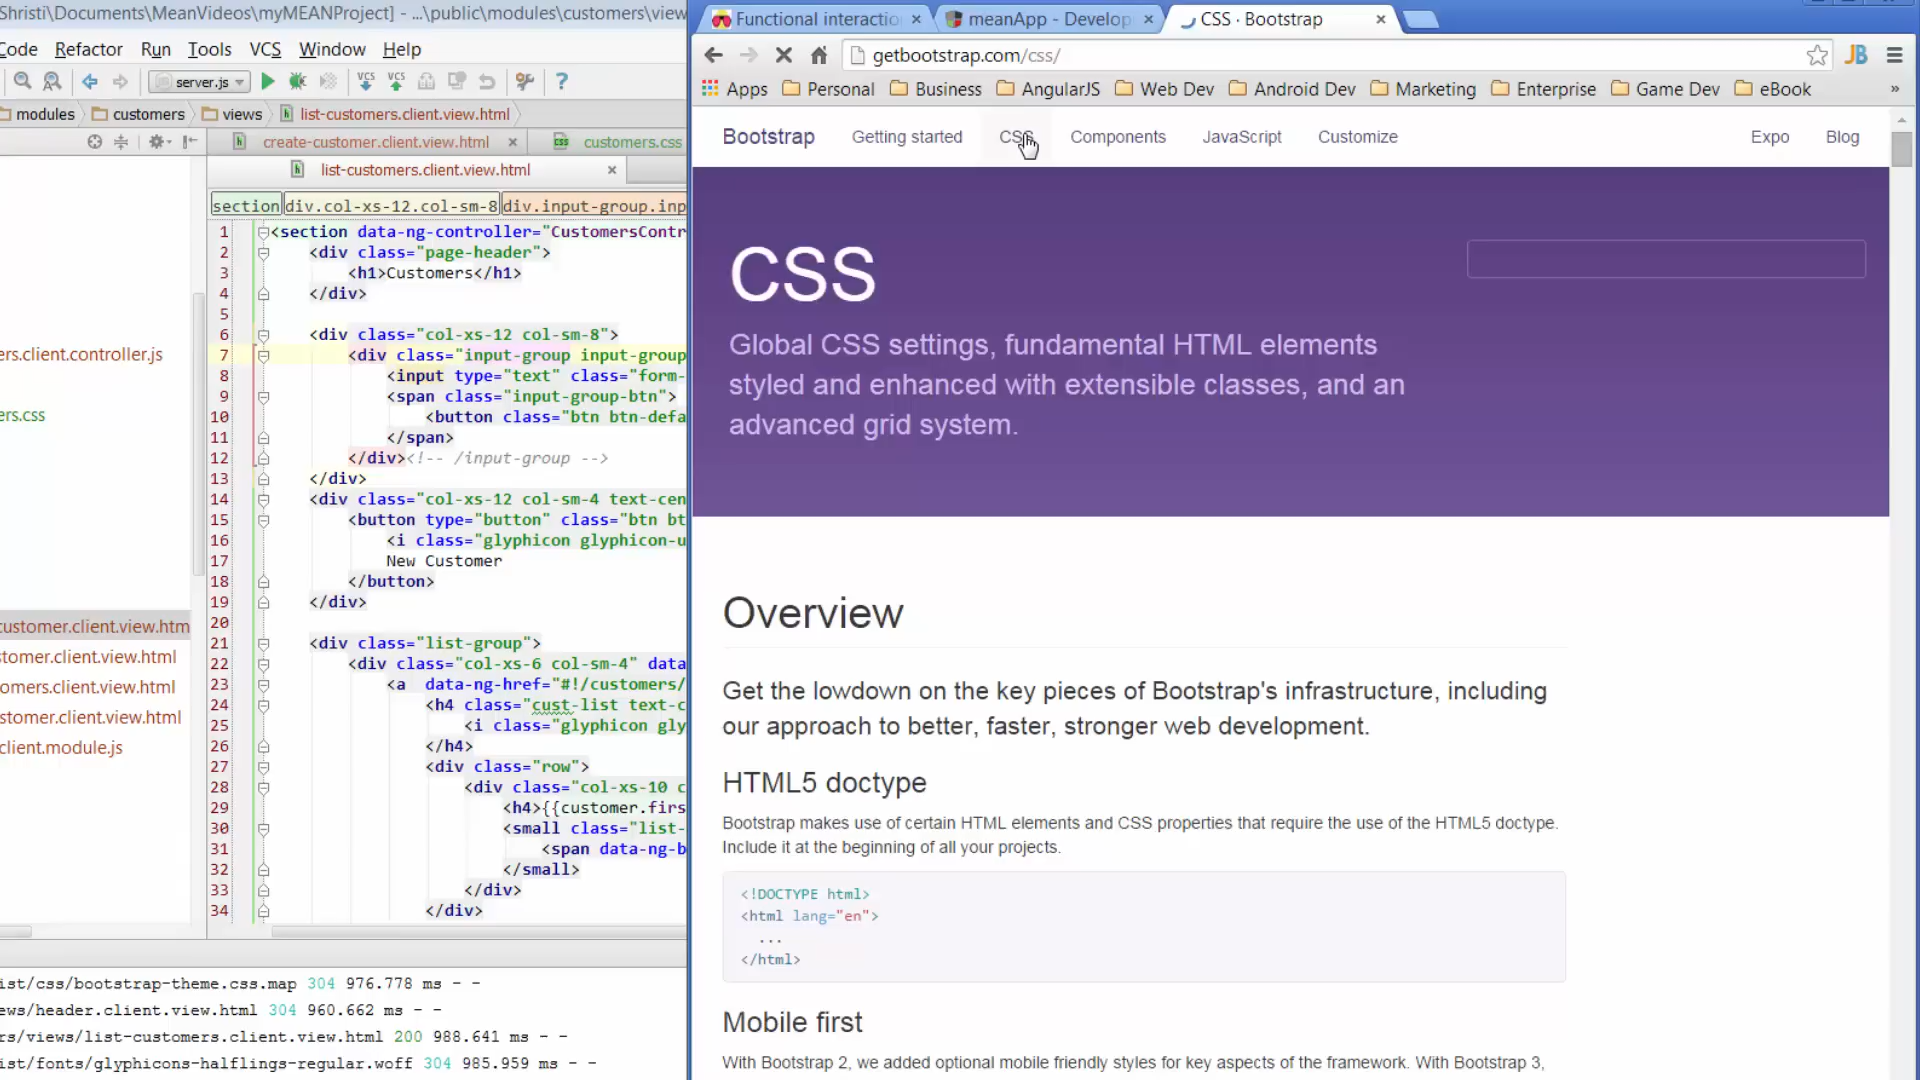 Shristi\Documents\MeanVideos\myMEANProject] - ...\public\modules\customers\view
Code Refactor Run Tools VCS Window Help
server.js VCS VCS ?
modules customers views list-customers.client.view.html
create-customer.client.view.html × customers.css
list-customers.client.view.html ×
section div.col-xs-12.col-sm-8 div.input-group.inp
1 <section data-ng-controller="CustomersContr
2 <div class="page-header">
3 <h1>Customers</h1>
4 </div>
5
6 <div class="col-xs-12 col-sm-8">
7 <div class="input-group input-group
8 <input type="text" class="form-
9 <span class="input-group-btn">
10 <button class="btn btn-defa
11 </span>
12 </div><!-- /input-group -->
13 </div>
14 <div class="col-xs-12 col-sm-4 text-cen
15 <button type="button" class="btn bt
16 <i class="glyphicon glyphicon-u
17 New Customer
18 </button>
19 </div>
20
21 <div class="list-group">
22 <div class="col-xs-6 col-sm-4" data
23 <a data-ng-href="#!/customers/
24 <h4 class="cust-list text-c
25 <i class="glyphicon gly
26 </h4>
27 <div class="row">
28 <div class="col-xs-10 c
29 <h4>{{customer.firs
30 <small class="list-
31 <span data-ng-b
32 </small>
33 </div>
34 </div>
ers.client.controller.js
ers.css
customer.client.view.htm
stomer.client.view.html
omers.client.view.html
stomer.client.view.html
client.module.js
ist/css/bootstrap-theme.css.map 304 976.778 ms - -
ews/header.client.view.html 304 960.662 ms - -
rs/views/list-customers.client.view.html 200 988.641 ms - -
ist/fonts/glyphicons-halflings-regular.woff 304 985.959 ms - -
Functional interactio × meanApp - Develop × CSS · Bootstrap ×
getbootstrap.com/css/ JB
Apps Personal Business AngularJS Web Dev Android Dev Marketing Enterprise Game Dev eBook »
Bootstrap Getting started CSS Components JavaScript Customize Expo Blog
CSS
Global CSS settings, fundamental HTML elements
styled and enhanced with extensible classes, and an
advanced grid system.
Overview
Get the lowdown on the key pieces of Bootstrap's infrastructure, including
our approach to better, faster, stronger web development.
HTML5 doctype
Bootstrap makes use of certain HTML elements and CSS properties that require the use of the HTML5 doctype.
Include it at the beginning of all your projects.
<!DOCTYPE html>
<html lang="en">
...
</html>
Mobile first
With Bootstrap 2, we added optional mobile friendly styles for key aspects of the framework. With Bootstrap 3,